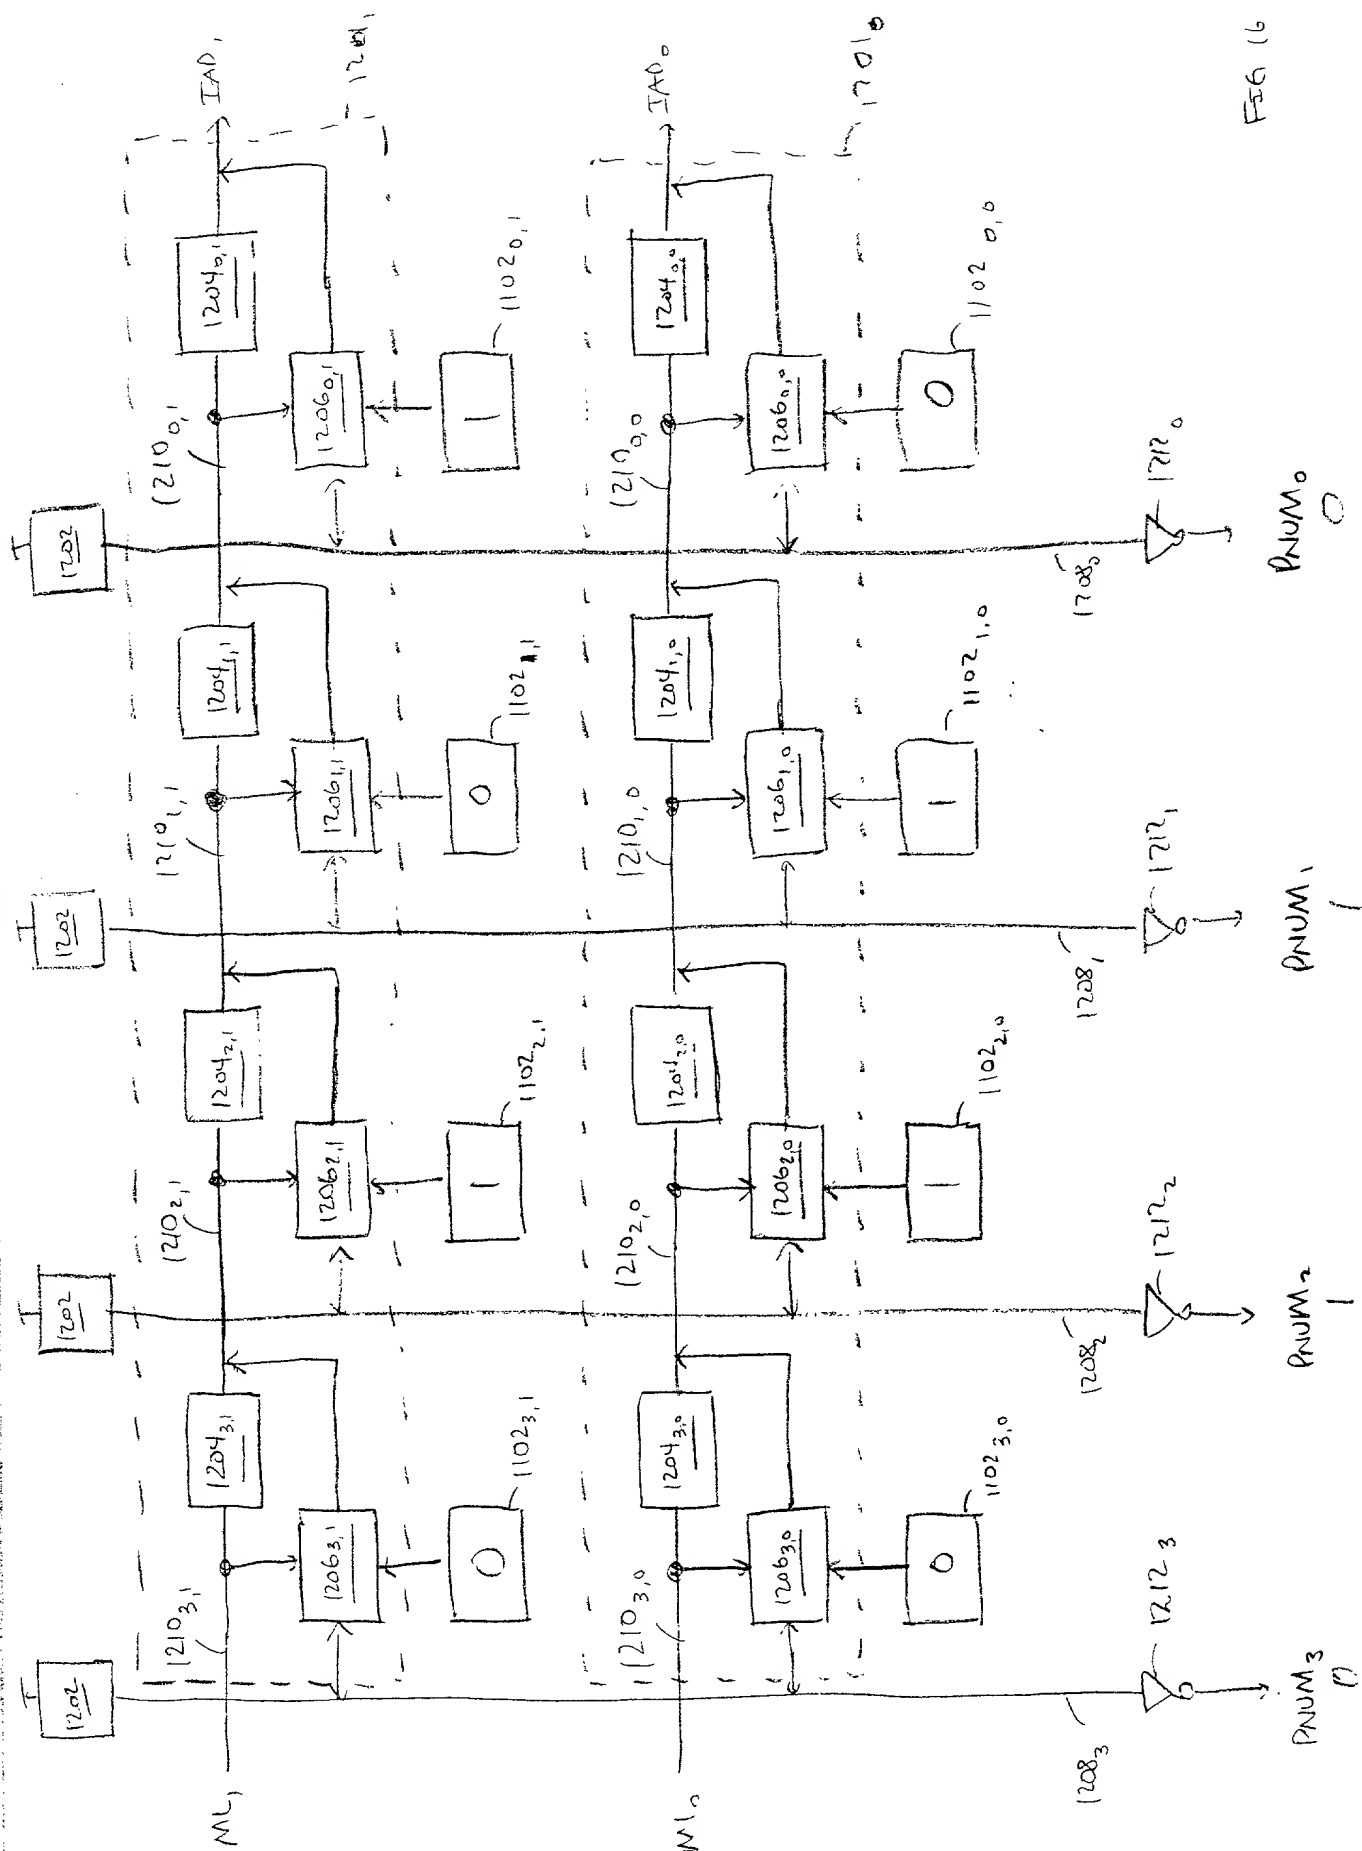 1202 1202 1202 1202
ML₁ 1210₃,₁ 1204₃,₁ 1210₂,₁ 1204₂,₁ 1210₁,₁ 1204₁,₁ 1210₀,₁ 1204₀,₁ IAD₁
1206₃,₁ 1206₂,₁ 1206₁,₁ 1206₀,₁ 1201₁
0 1102₃,₁ 1 1102₂,₁ 0 1102₁,₁ 1 1102₀,₁
ML₀ 1210₃,₀ 1204₃,₀ 1210₂,₀ 1204₂,₀ 1210₁,₀ 1204₁,₀ 1210₀,₀ 1204₀,₀ IAD₀
1206₃,₀ 1206₂,₀ 1206₁,₀ 1206₀,₀ 1201₀
0 1102₃,₀ 1 1102₂,₀ 1 1102₁,₀ 0 1102₀,₀
1208₃ 1208₂ 1208₁ 1208₀
1212₃ 1212₂ 1212₁ 1212₀
PNUM₃ PNUM₂ PNUM₁ PNUM₀
0 1 1 0
FIG 16